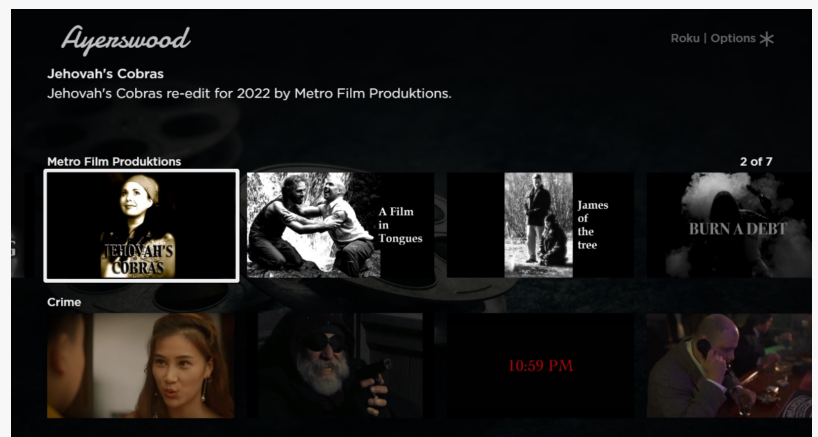 Ayerswood
Roku | Options
Jehovah's Cobras
Jehovah's Cobras re-edit for 2022 by Metro Film Produktions.
Metro Film Produktions
2 of 7
JEHOVAH'S
COBRAS
A Film
in
Tongues
James
of
the
tree
BURN A DEBT
Crime
10:59 PM